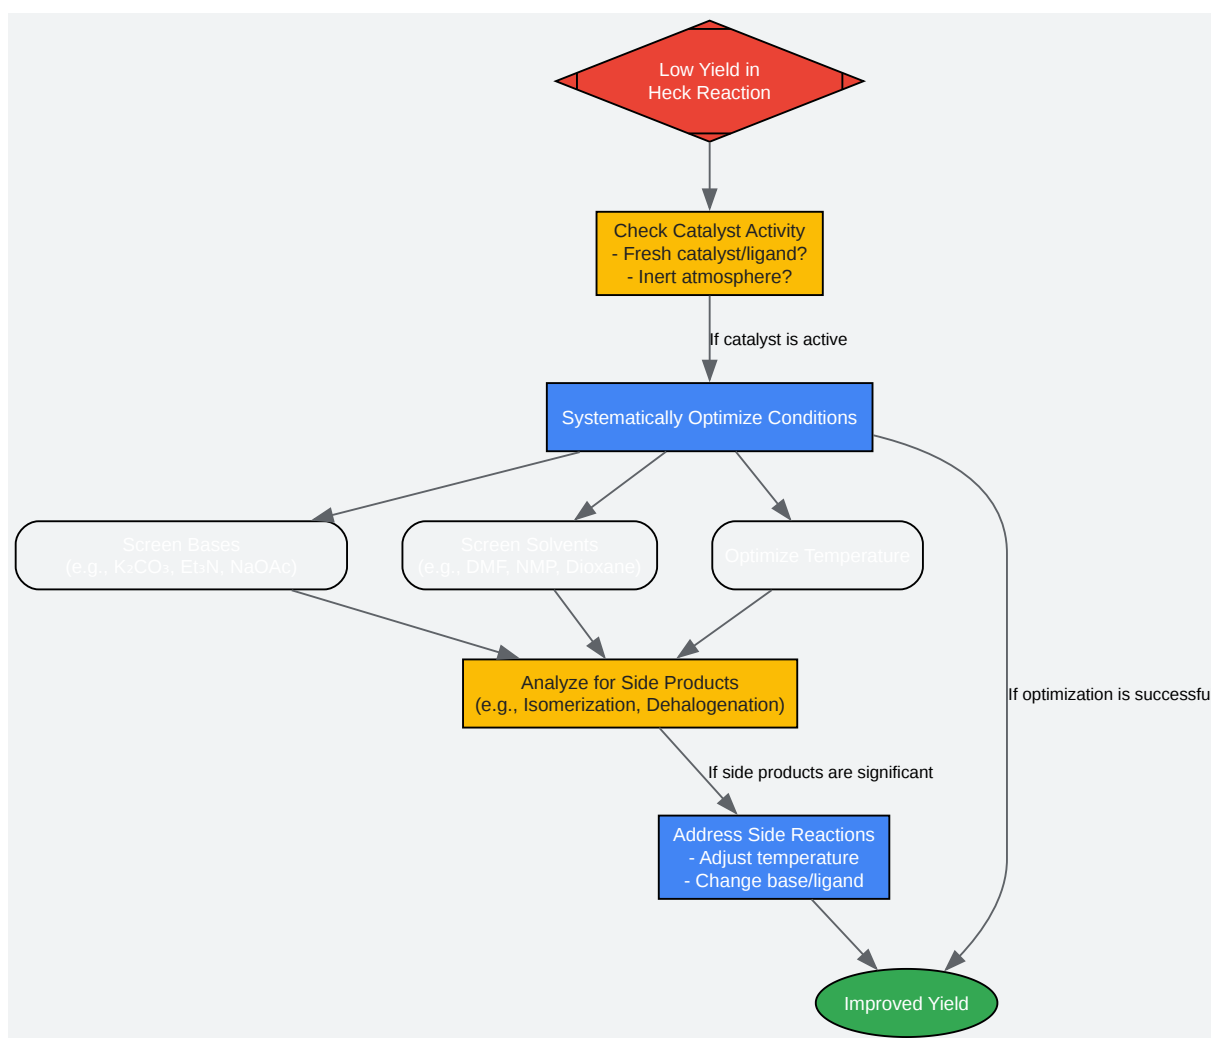 Low Yield in
Heck Reaction
Check Catalyst Activity
- Fresh catalyst/ligand?
- Inert atmosphere?
If catalyst is active
Systematically Optimize Conditions
Screen Bases
(e.g., K₂CO₃, Et₃N, NaOAc)
Screen Solvents
(e.g., DMF, NMP, Dioxane)
Optimize Temperature
Analyze for Side Products
(e.g., Isomerization, Dehalogenation)
If optimization is successfu
If side products are significant
Address Side Reactions
- Adjust temperature
- Change base/ligand
Improved Yield